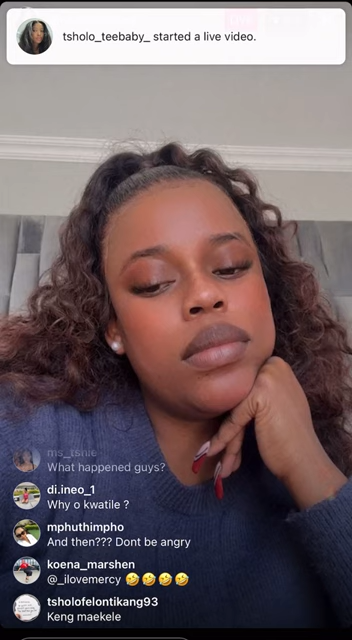 tsholo_teebaby_ started a live video.
ms_tshie
What happened guys?
di.ineo_1
Why o kwatile ?
mphuthimpho
And then??? Dont be angry
koena_marshen
@_ilovemercy 🤣🤣🤣🤣
tsholofelontikang93
Keng maekele